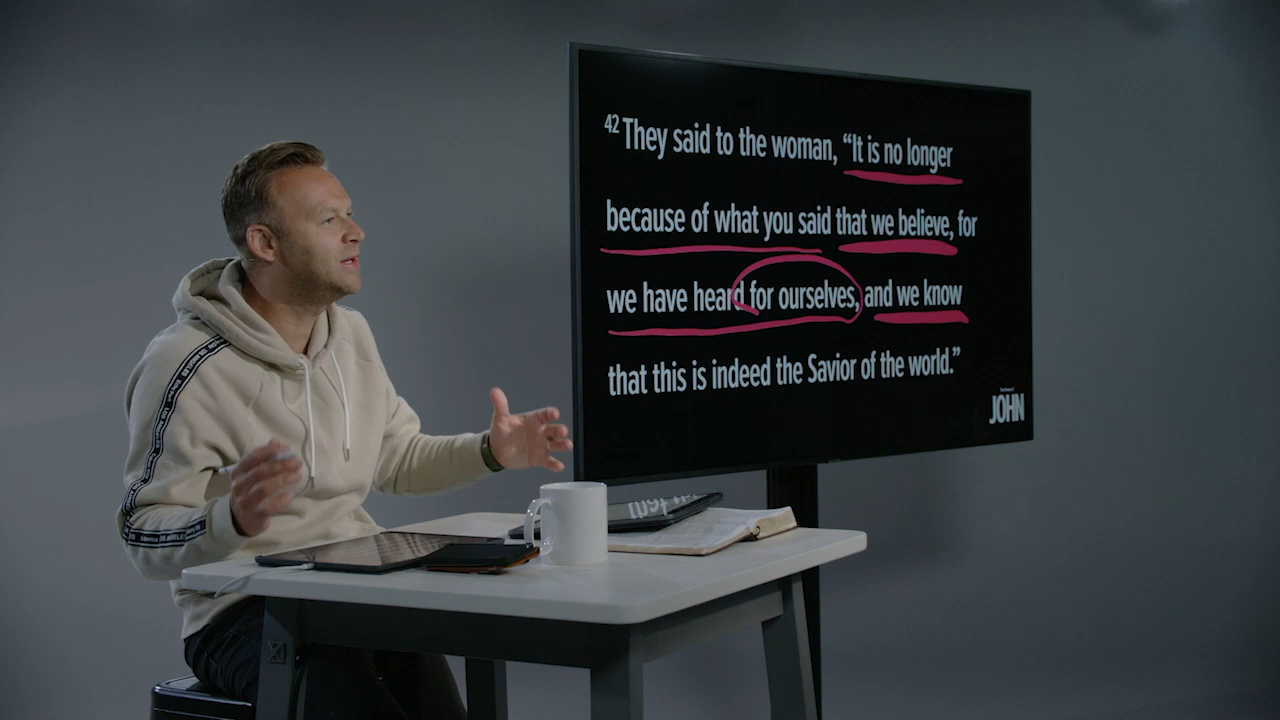 42 They said to the woman, “It is no longer
because of what you said that we believe, for
we have heard for ourselves, and we know
that this is indeed the Savior of the world.”
JOHN